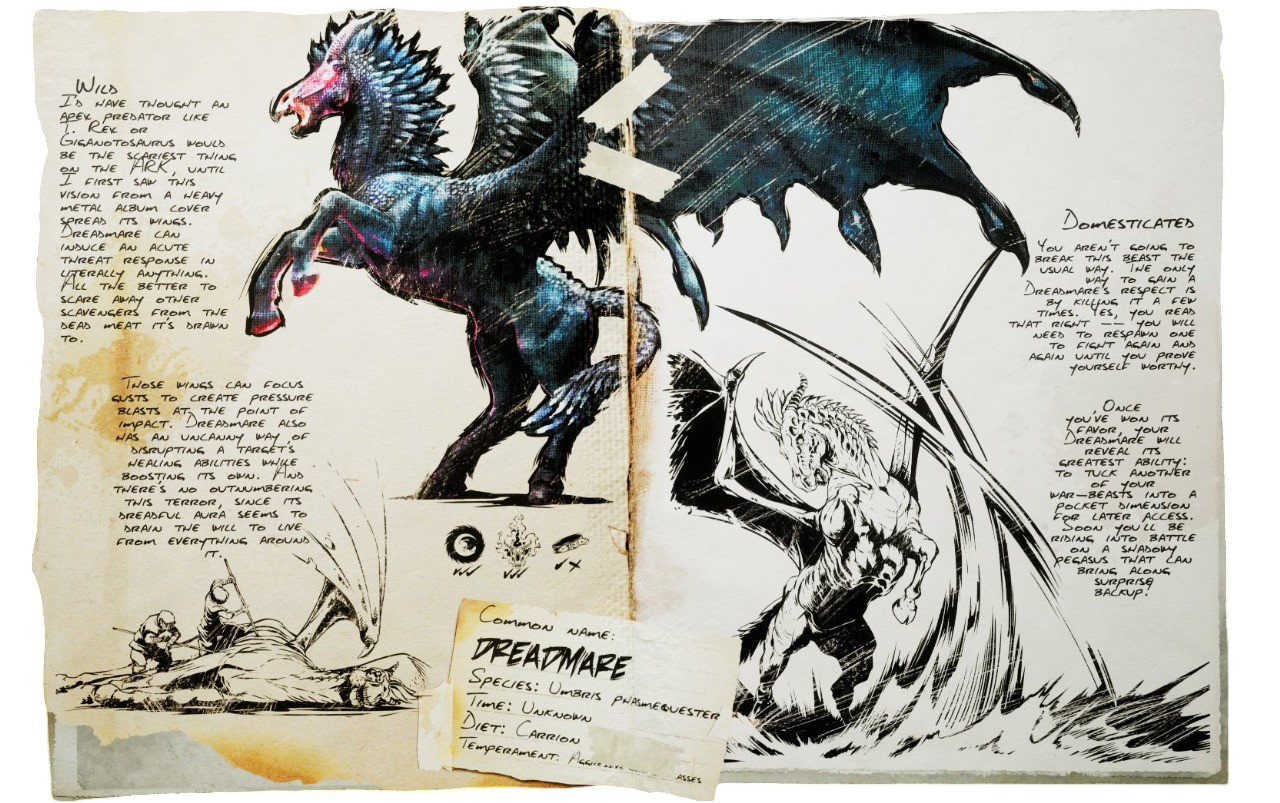 Wild
I'd have thought an
apex predator like
T. Rex or
Giganotosaurus would
be the scariest thing
on the ARK, until
I first saw this
vision from a heavy
metal album cover
spread its wings.
Dreadmare can
induce an acute
threat response in
literally anything.
All the better to
scare away other
scavengers from the
dead meat it's drawn
to.
Those wings can focus
gusts to create pressure
blasts at the point of
impact. Dreadmare also
has an uncanny way of
disrupting a target's
healing abilities while
boosting its own. And
there's no outnumbering
this terror, since its
dreadful aura seems to
drain the will to live
from everything around
it.
Common name:
DREADMARE
Species: Umbris phasmequester
Time: Unknown
Diet: Carrion
Temperament: Aggressive
Domesticated
You aren't going to
break this beast the
usual way. The only
way to gain a
Dreadmare's respect is
by killing it a few
times. Yes, you read
that right -- you will
need to respawn one
to fight again and
again until you prove
yourself worthy.
Once
you've won its
favor, your
Dreadmare will
reveal its
greatest ability:
to tuck another
of your
war-beasts into a
pocket dimension
for later access.
Soon you'll be
riding into battle
on a shadowy
pegasus that can
bring along
surprise
backup!